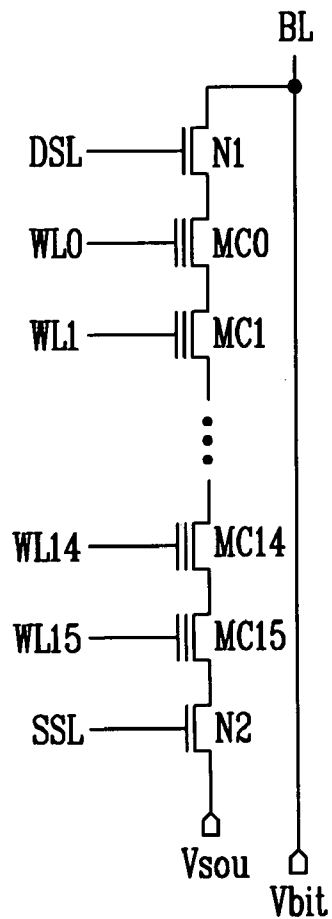 BL
DSL N1
WL0 MC0
WL1 MC1
WL14 MC14
WL15 MC15
SSL N2
Vsou
Vbit